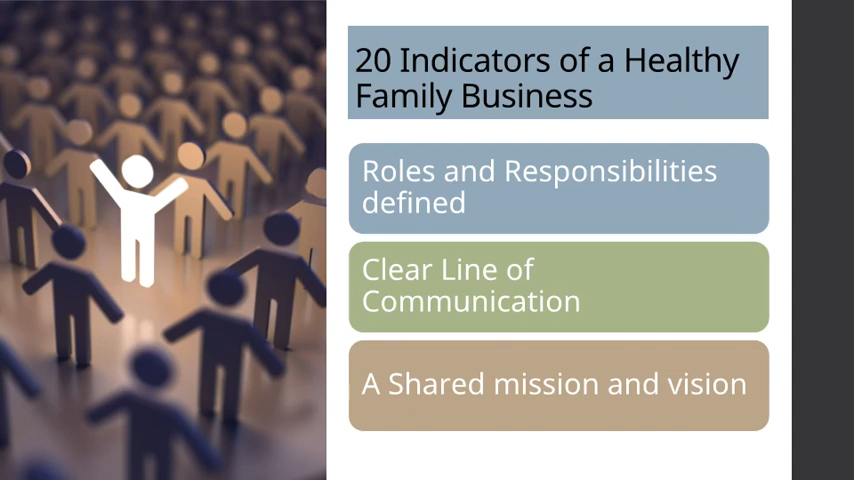 20 Indicators of a Healthy
Family Business
Roles and Responsibilities
defined
Clear Line of
Communication
A Shared mission and vision